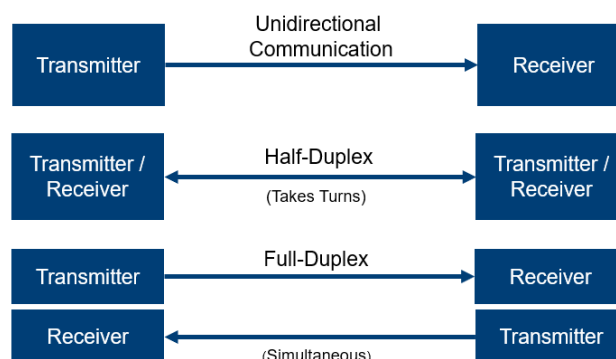 Unidirectional
Communication
Transmitter
Receiver
Transmitter /
Receiver
Half-Duplex
(Takes Turns)
Transmitter /
Receiver
Transmitter
Full-Duplex
Receiver
Receiver
(Simultaneous)
Transmitter